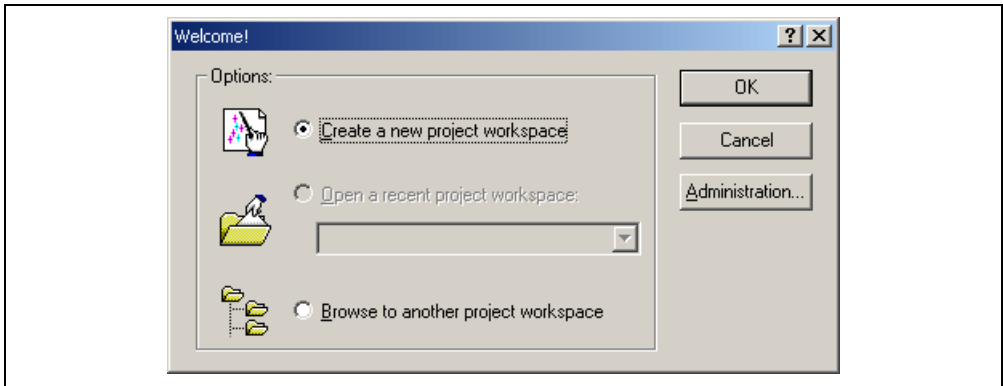 Welcome!
Options:
Create a new project workspace
Open a recent project workspace:
Browse to another project workspace
OK
Cancel
Administration...